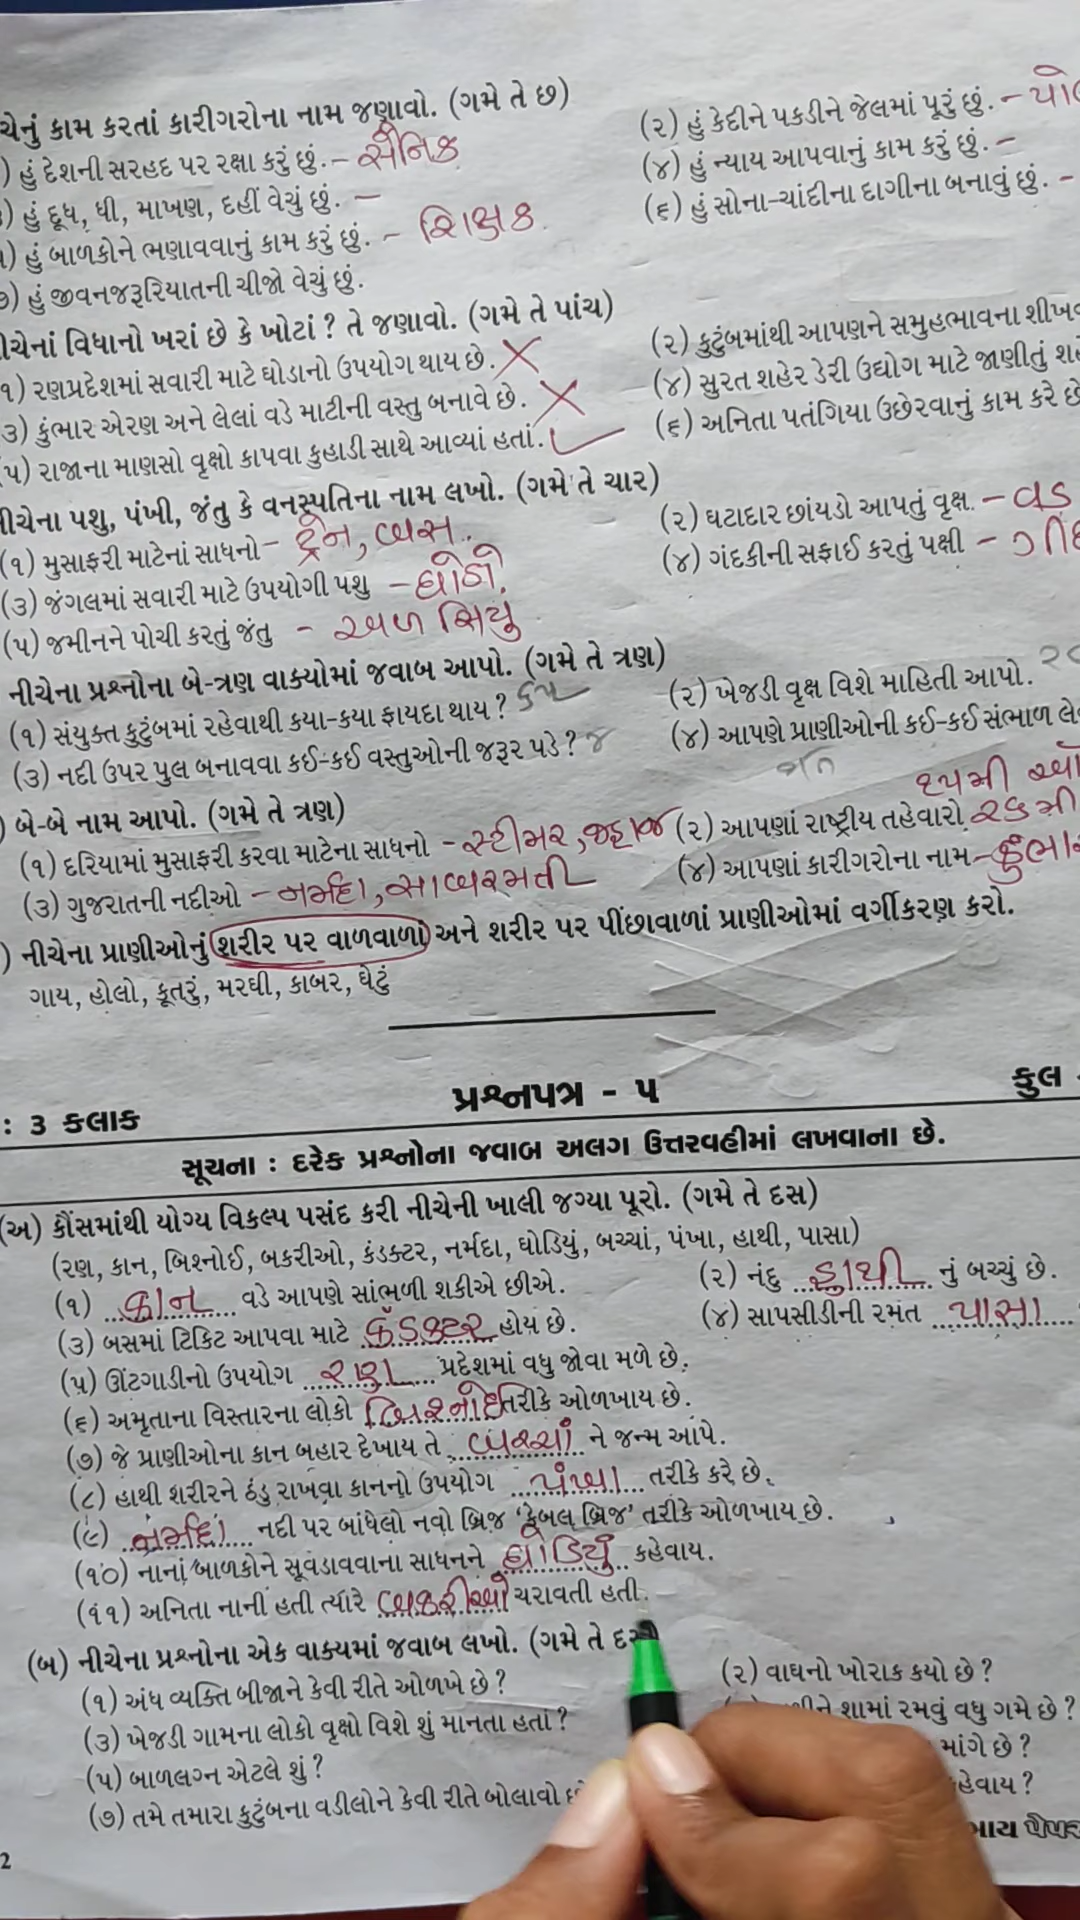 ચેનું કામ કરતાં કારીગરોના નામ જણાવો. (ગમે તે છ)
) હું દેશની સરહદ પર રક્ષા કરું છું. – સૈનિક
(૨) હું કેદીને પકડીને જેલમાં પૂરું છું. –
) હું દૂધ, ઘી, માખણ, દહીં વેચું છું. –
(૪) હું ન્યાય આપવાનું કામ કરું છું. –
) હું બાળકોને ભણાવવાનું કામ કરું છું. – શિક્ષક
(૬) હું સોના-ચાંદીના દાગીના બનાવું છું. –
) હું જીવનજરૂરિયાતની ચીજો વેચું છું.
ીચેનાં વિધાનો ખરાં છે કે ખોટાં ? તે જણાવો. (ગમે તે પાંચ)
૧) રણપ્રદેશમાં સવારી માટે ઘોડાનો ઉપયોગ થાય છે. ✗
(૨) કુટુંબમાંથી આપણને સમુહભાવના શીખવ
૩) કુંભાર એરણ અને લેલાં વડે માટીની વસ્તુ બનાવે છે. ✗
(૪) સુરત શહેર ડેરી ઉદ્યોગ માટે જાણીતું શહે
(૫) રાજાના માણસો વૃક્ષો કાપવા કુહાડી સાથે આવ્યાં હતાં. ✓
(૬) અનિતા પતંગિયા ઉછેરવાનું કામ કરે છે
ીચેના પશુ, પંખી, જંતુ કે વનસ્પતિના નામ લખો. (ગમે તે ચાર)
(૧) મુસાફરી માટેનાં સાધનો – ટ્રેન, બસ.
(૨) ઘટાદાર છાંયડો આપતું વૃક્ષ – વડ
(૩) જંગલમાં સવારી માટે ઉપયોગી પશુ – ઘોડો.
(૪) ગંદકીની સફાઈ કરતું પક્ષી –
(૫) જમીનને પોચી કરતું જંતુ – અળસિયું
નીચેના પ્રશ્નોના બે-ત્રણ વાક્યોમાં જવાબ આપો. (ગમે તે ત્રણ)
(૧) સંયુક્ત કુટુંબમાં રહેવાથી કયા-કયા ફાયદા થાય ?
(૨) ખેજડી વૃક્ષ વિશે માહિતી આપો.
(૩) નદી ઉપર પુલ બનાવવા કઈ-કઈ વસ્તુઓની જરૂર પડે ?
(૪) આપણે પ્રાણીઓની કઈ-કઈ સંભાળ લે
) બે-બે નામ આપો. (ગમે તે ત્રણ)
૧૫મી ઑ
(૧) દરિયામાં મુસાફરી કરવા માટેના સાધનો – સ્ટીમર, જહાજ
(૨) આપણાં રાષ્ટ્રીય તહેવારો ૨૬મી
(૩) ગુજરાતની નદીઓ – નર્મદા, સાબરમતી
(૪) આપણાં કારીગરોના નામ – કુંભાર
) નીચેના પ્રાણીઓનું શરીર પર વાળવાળાં અને શરીર પર પીંછાવાળાં પ્રાણીઓમાં વર્ગીકરણ કરો.
ગાય, હોલો, કૂતરું, મરઘી, કાબર, ઘેટું
પ્રશ્નપત્ર - ૫
: ૩ કલાક
કુલ
સૂચના : દરેક પ્રશ્નોના જવાબ અલગ ઉત્તરવહીમાં લખવાના છે.
(અ) કૌંસમાંથી યોગ્ય વિકલ્પ પસંદ કરી નીચેની ખાલી જગ્યા પૂરો. (ગમે તે દસ)
(રણ, કાન, બિશ્નોઈ, બકરીઓ, કંડક્ટર, નર્મદા, ઘોડિયું, બચ્ચાં, પંખા, હાથી, પાસા)
(૧) કાન વડે આપણે સાંભળી શકીએ છીએ.
(૨) નંદુ હાથી નું બચ્ચું છે.
(૩) બસમાં ટિકિટ આપવા માટે કંડક્ટર હોય છે.
(૪) સાપસીડીની રમત પાસા
(૫) ઊંટગાડીનો ઉપયોગ રણ પ્રદેશમાં વધુ જોવા મળે છે.
(૬) અમૃતાના વિસ્તારના લોકો બિશ્નોઈ તરીકે ઓળખાય છે.
(૭) જે પ્રાણીઓના કાન બહાર દેખાય તે બચ્ચાં ને જન્મ આપે.
(૮) હાથી શરીરને ઠંડુ રાખવા કાનનો ઉપયોગ પંખા તરીકે કરે છે.
(૯) નર્મદા નદી પર બાંધેલો નવો બ્રિજ ‘કેબલ બ્રિજ’ તરીકે ઓળખાય છે.
(૧૦) નાનાં બાળકોને સૂવડાવવાના સાધનને ઘોડિયું કહેવાય.
(૧૧) અનિતા નાની હતી ત્યારે બકરીઓ ચરાવતી હતી.
(બ) નીચેના પ્રશ્નોના એક વાક્યમાં જવાબ લખો. (ગમે તે દસ
(૧) અંધ વ્યક્તિ બીજાને કેવી રીતે ઓળખે છે ?
(૨) વાઘનો ખોરાક કયો છે ?
(૩) ખેજડી ગામના લોકો વૃક્ષો વિશે શું માનતા હતાં ?
ીને શામાં રમવું વધુ ગમે છે ?
(૫) બાળલગ્ન એટલે શું ?
માંગે છે ?
(૭) તમે તમારા કુટુંબના વડીલોને કેવી રીતે બોલાવો છ
હેવાય ?
2